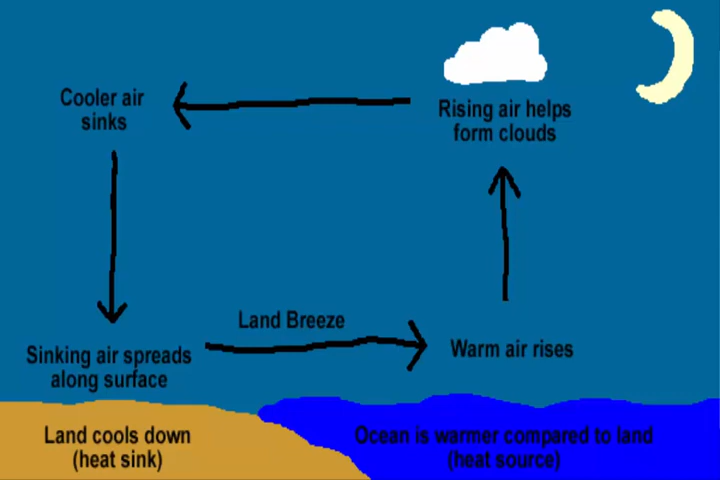 Cooler air
sinks
Rising air helps
form clouds
Land Breeze
Sinking air spreads
along surface
Warm air rises
Land cools down
(heat sink)
Ocean is warmer compared to land
(heat source)